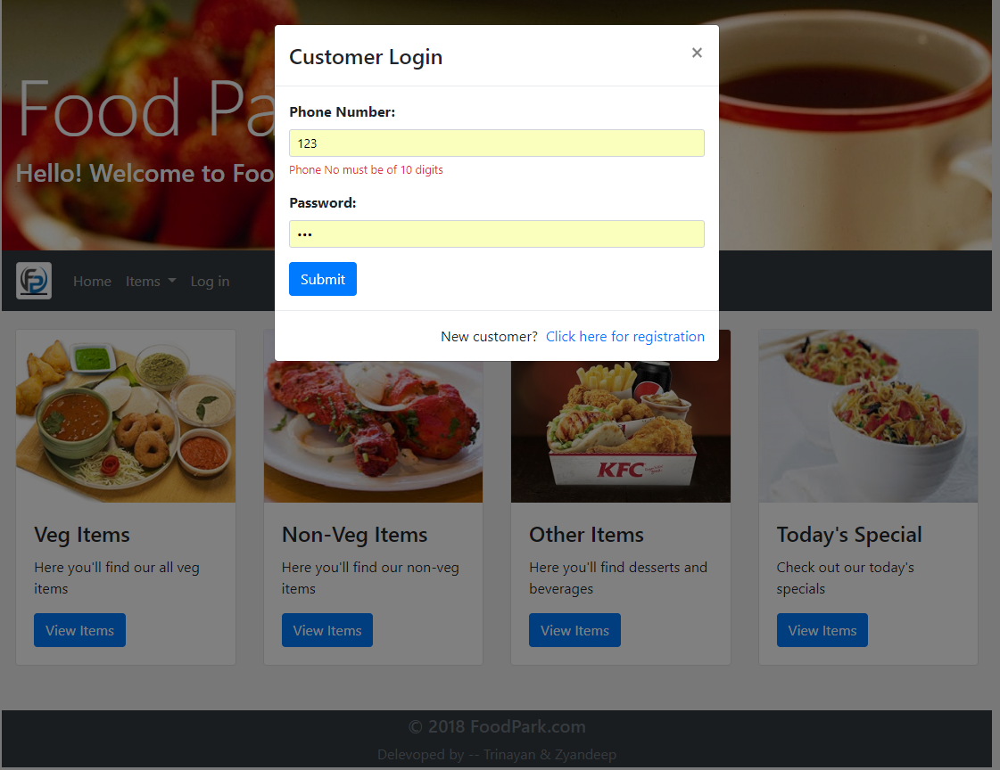 Customer Login
×
Food Pa
Phone Number:
123
Phone No must be of 10 digits
Hello! Welcome to Foo
Password:
•••
Submit
FP
Home Items Log in
New customer? Click here for registration
KFC
Veg Items
Here you'll find our all veg
items
View Items
Non-Veg Items
Here you'll find our non-veg
items
View Items
Other Items
Here you'll find desserts and
beverages
View Items
Today's Special
Check out our today's
specials
View Items
© 2018 FoodPark.com
Delevoped by -- Trinayan & Zyandeep